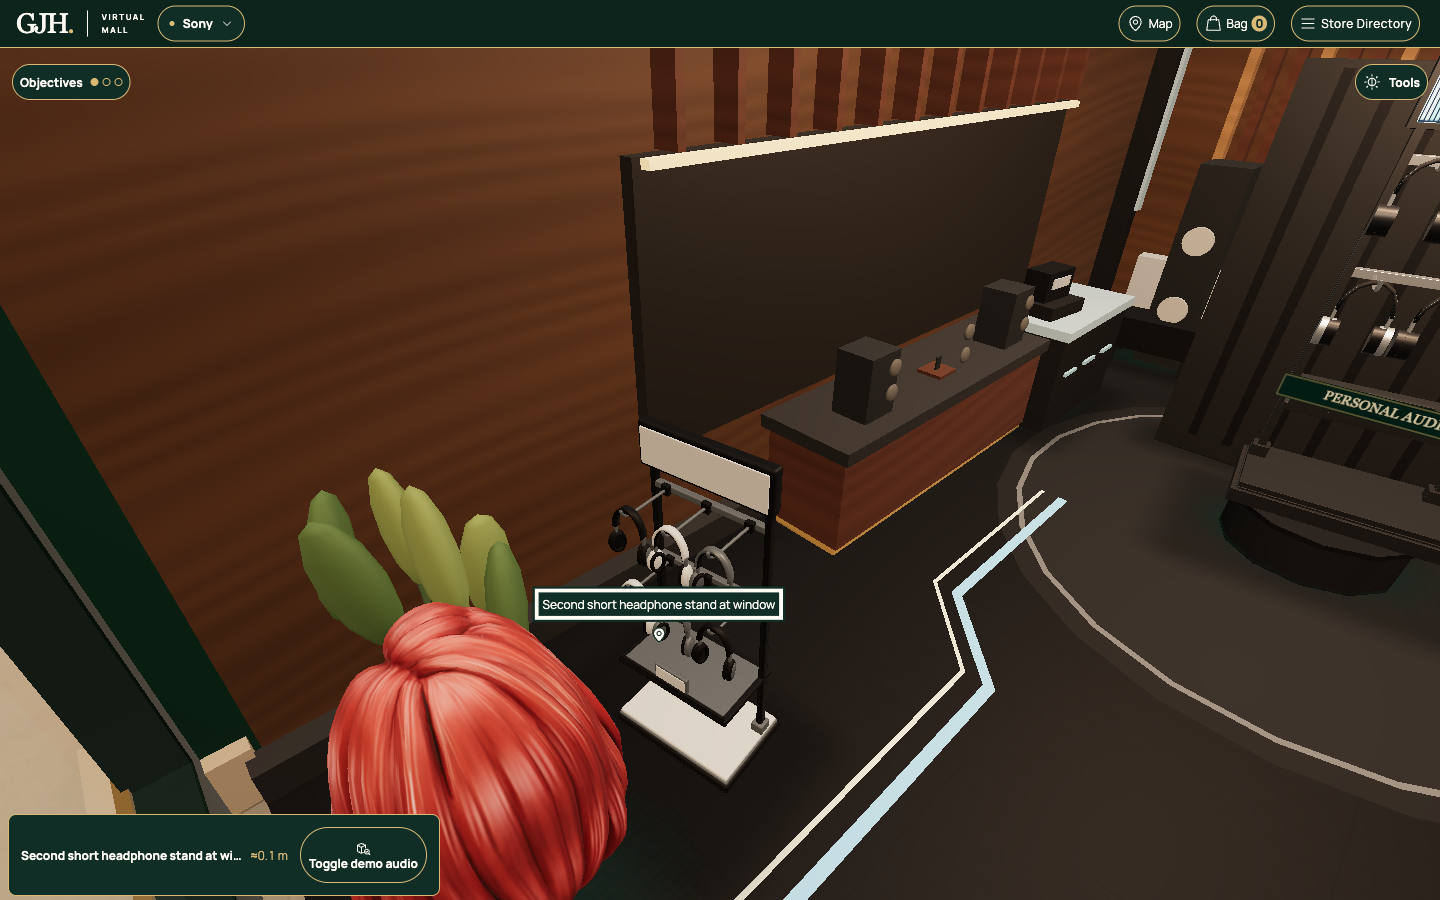 GJH.
VIRTUAL
MALL
Sony
Map
Bag 0
Store Directory
Objectives
Tools
PERSONAL AUDI
Second short headphone stand at window
Second short headphone stand at wi...
≈0.1 m
Toggle demo audio